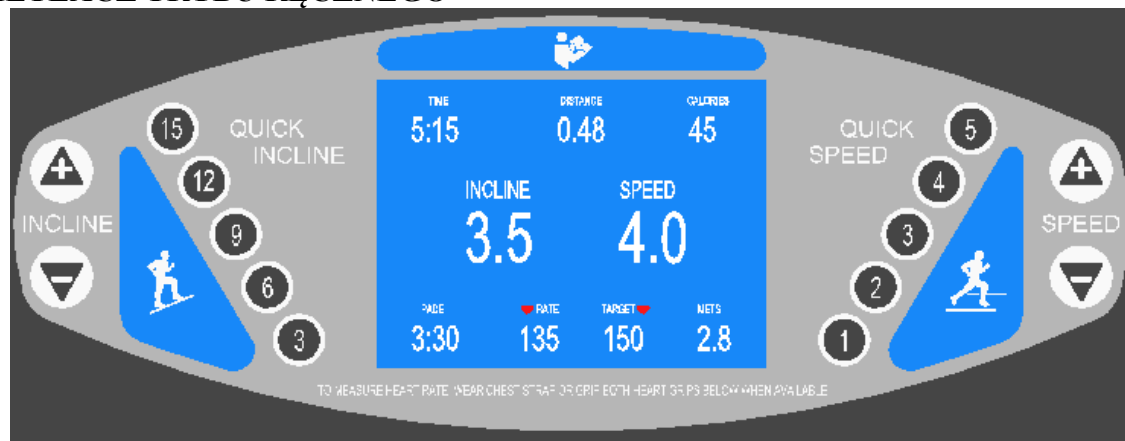 TRYBU RĘCZNEGO
TIME DISTANCE CALORIES
5:15 0.48 45
INCLINE SPEED
3.5 4.0
PACE RATE TARGET METS
3:30 135 150 2.8
QUICK
INCLINE
15
12
9
6
3
INCLINE
QUICK
SPEED
5
4
3
2
1
SPEED
TO MEASURE HEART RATE, WEAR CHEST STRAP OR GRIP BOTH HEART GRIPS BELOW WHEN AVAILABLE